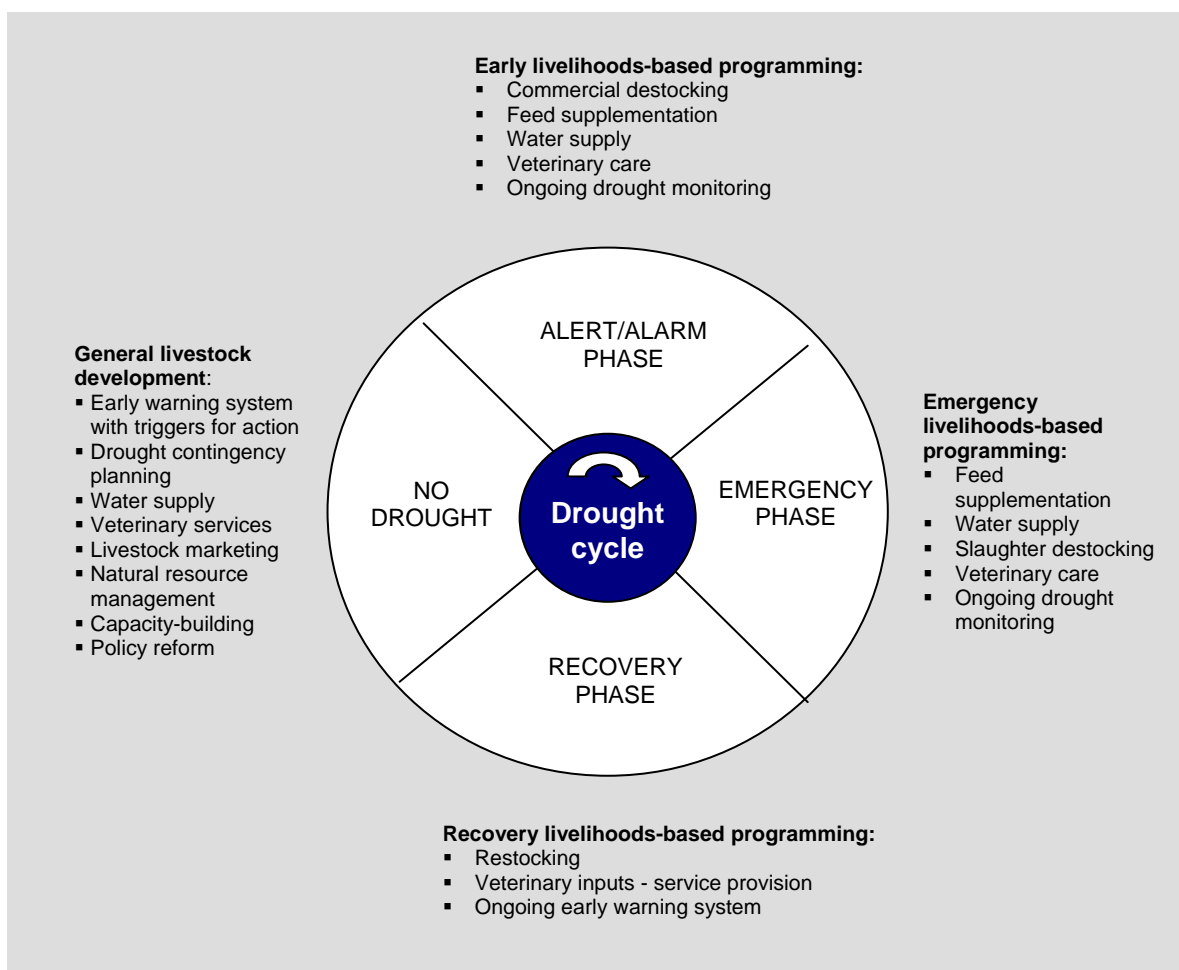 Early livelihoods-based programming:
▪ Commercial destocking
▪ Feed supplementation
▪ Water supply
▪ Veterinary care
▪ Ongoing drought monitoring
ALERT/ALARM
PHASE
General livestock
development:
▪ Early warning system
with triggers for action
▪ Drought contingency
planning
▪ Water supply
▪ Veterinary services
▪ Livestock marketing
▪ Natural resource
management
▪ Capacity-building
▪ Policy reform
NO
DROUGHT
Drought
cycle
EMERGENCY
PHASE
Emergency
livelihoods-based
programming:
▪ Feed
supplementation
▪ Water supply
▪ Slaughter destocking
▪ Veterinary care
▪ Ongoing drought
monitoring
RECOVERY
PHASE
Recovery livelihoods-based programming:
▪ Restocking
▪ Veterinary inputs - service provision
▪ Ongoing early warning system